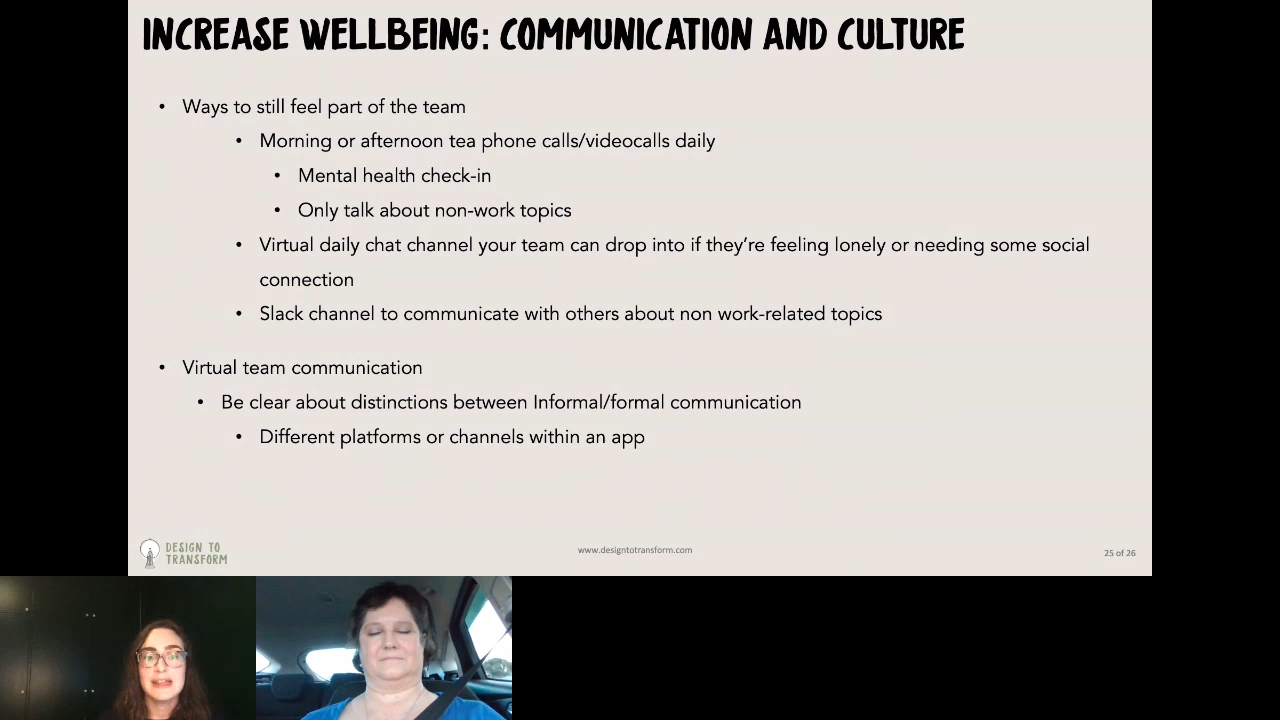 INCREASE WELLBEING: COMMUNICATION AND CULTURE
• Ways to still feel part of the team
• Morning or afternoon tea phone calls/videocalls daily
• Mental health check-in
• Only talk about non-work topics
• Virtual daily chat channel your team can drop into if they're feeling lonely or needing some social
connection
• Slack channel to communicate with others about non work-related topics
• Virtual team communication
• Be clear about distinctions between Informal/formal communication
• Different platforms or channels within an app
DESIGN TO
TRANSFORM
www.designtotransform.com
25 of 26